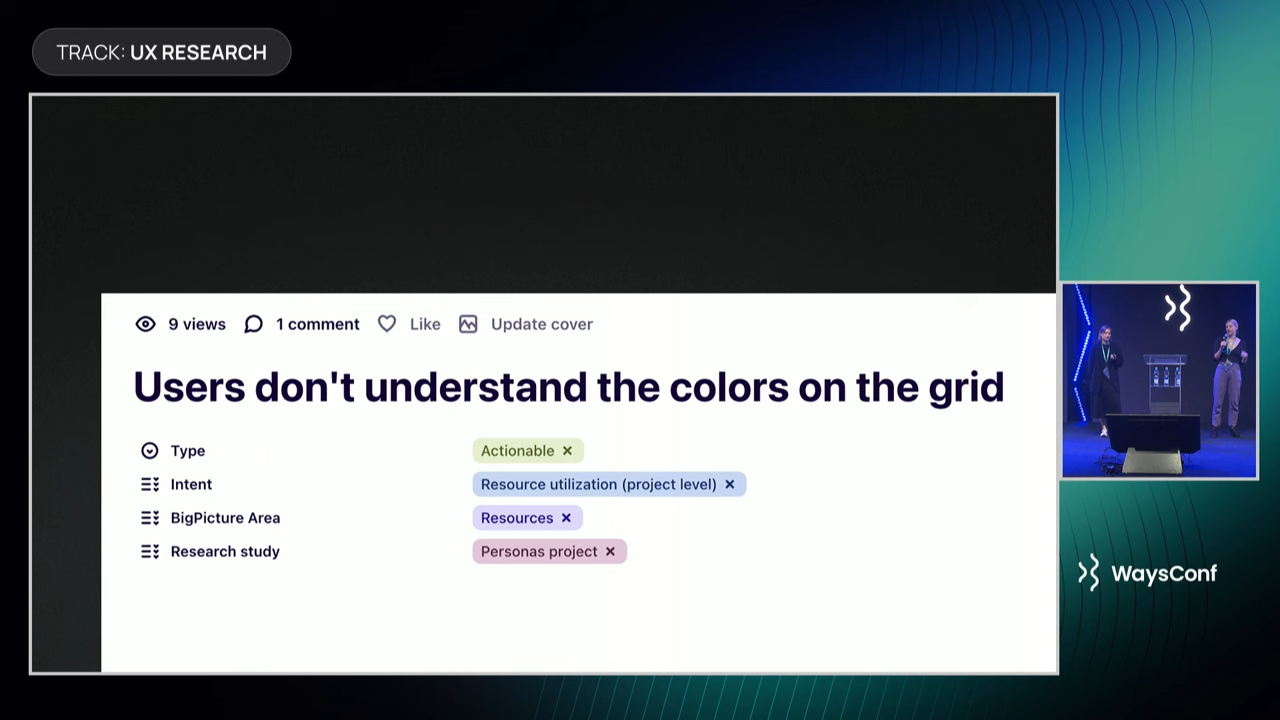 TRACK: UX RESEARCH
9 views 1 comment Like Update cover
Users don't understand the colors on the grid
Type Actionable ×
Intent Resource utilization (project level) ×
BigPicture Area Resources ×
Research study Personas project ×
WaysConf